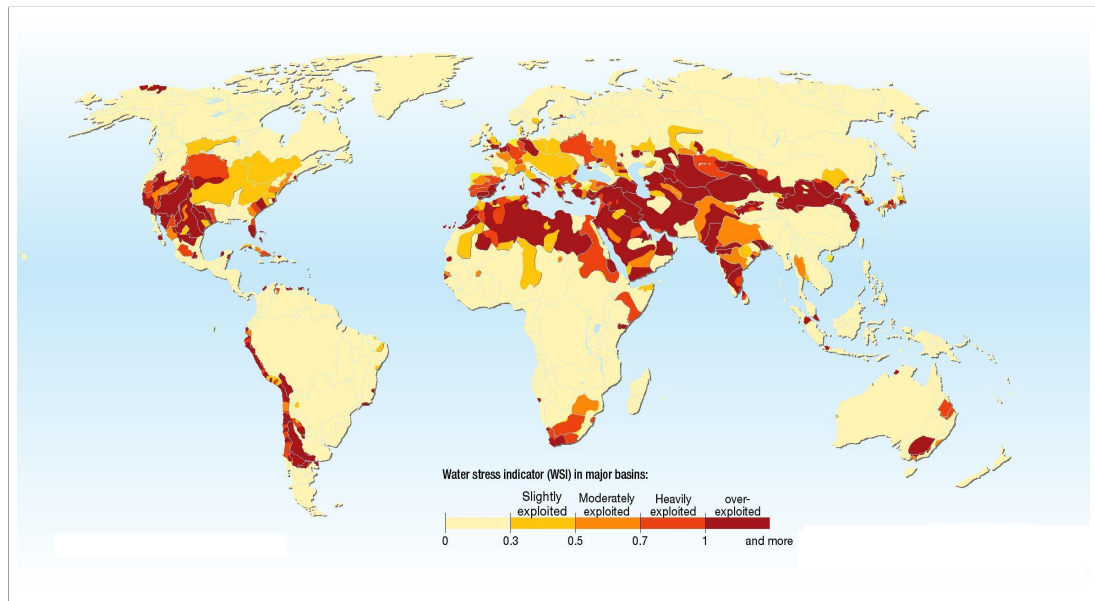 Water stress indicator (WSI) in major basins:
Slightly exploited
Moderately exploited
Heavily exploited
over-exploited
0 0.3 0.5 0.7 1 and more